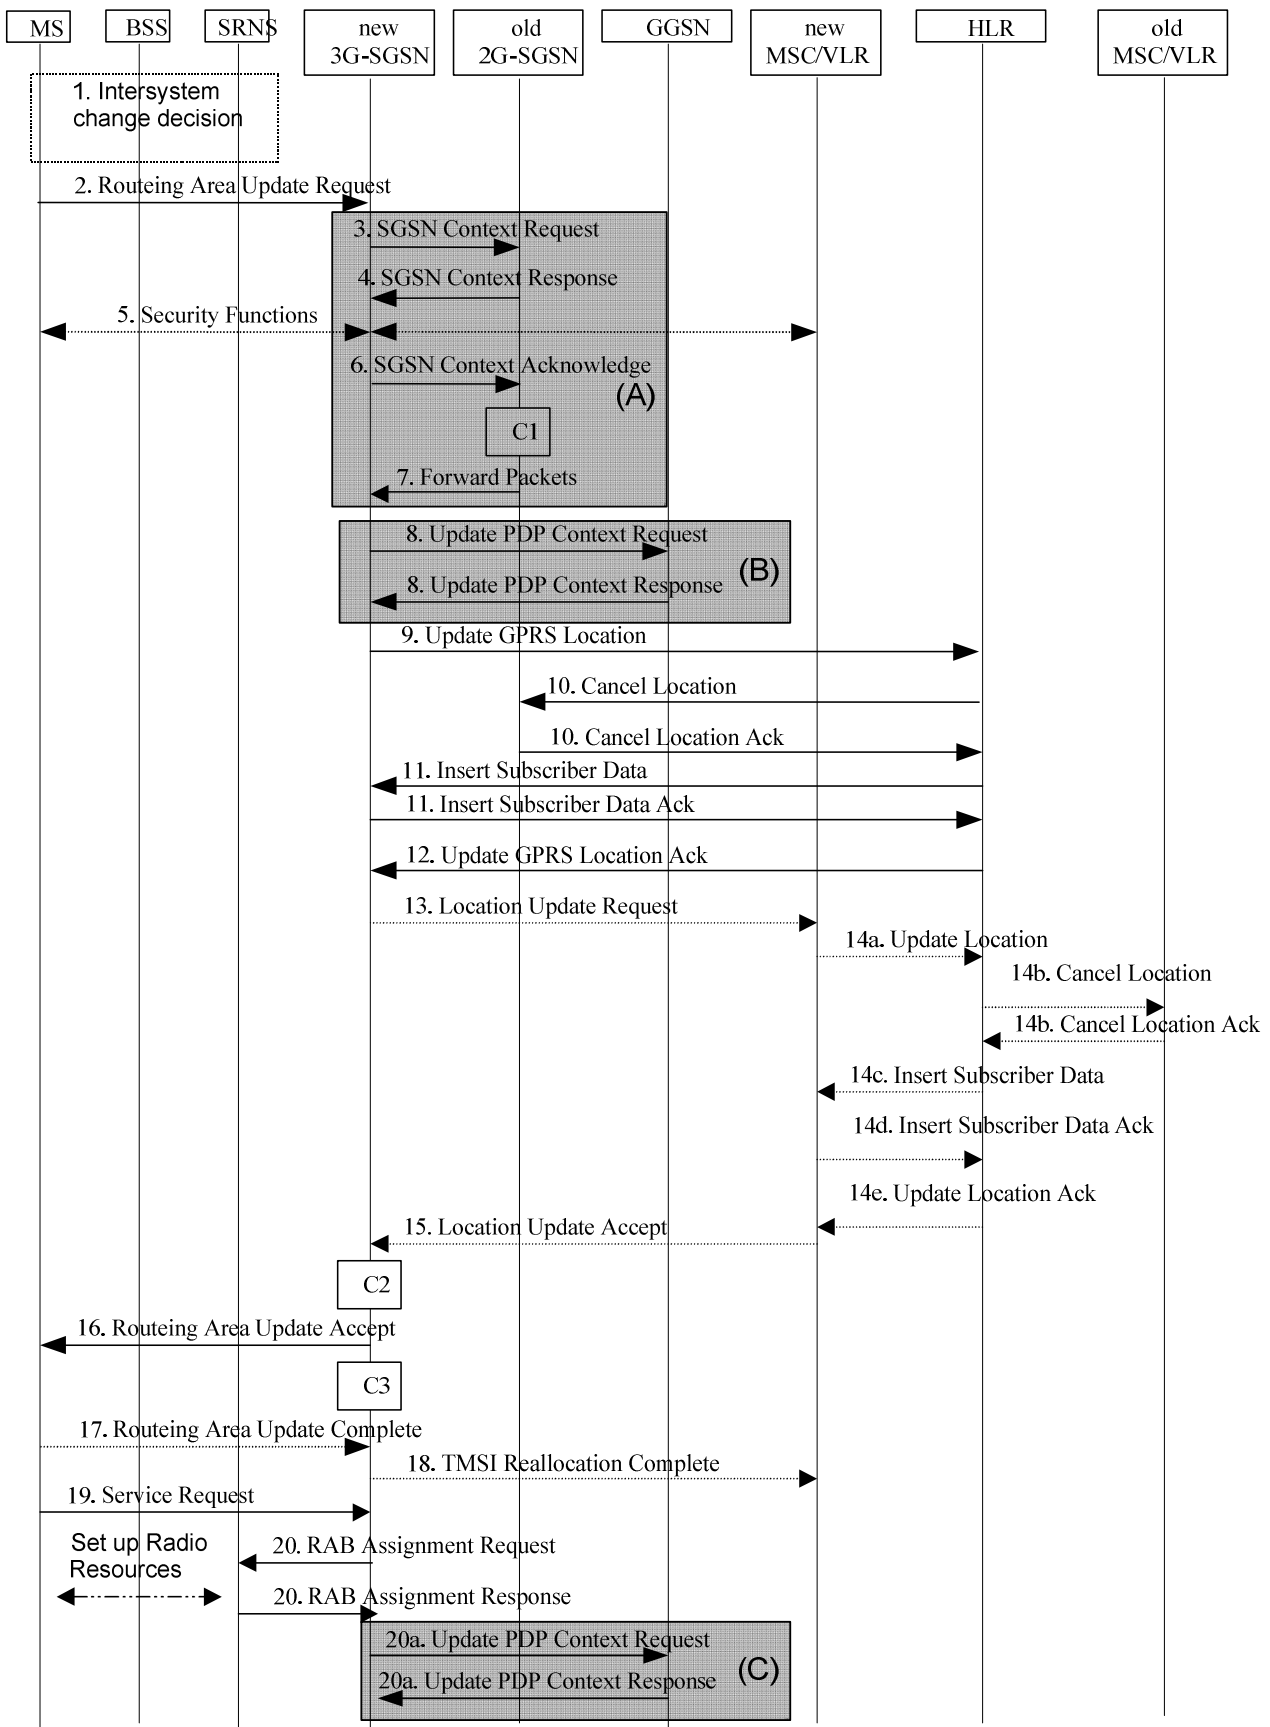 MS
BSS
SRNS
new
3G-SGSN
old
2G-SGSN
GGSN
new
MSC/VLR
HLR
old
MSC/VLR
1. Intersystem
change decision
2. Routeing Area Update Request
3. SGSN Context Request
4. SGSN Context Response
5. Security Functions
6. SGSN Context Acknowledge
(A)
C1
7. Forward Packets
8. Update PDP Context Request
(B)
8. Update PDP Context Response
9. Update GPRS Location
10. Cancel Location
10. Cancel Location Ack
11. Insert Subscriber Data
11. Insert Subscriber Data Ack
12. Update GPRS Location Ack
13. Location Update Request
14a. Update Location
14b. Cancel Location
14b. Cancel Location Ack
14c. Insert Subscriber Data
14d. Insert Subscriber Data Ack
14e. Update Location Ack
15. Location Update Accept
C2
16. Routeing Area Update Accept
C3
17. Routeing Area Update Complete
18. TMSI Reallocation Complete
19. Service Request
Set up Radio
Resources
20. RAB Assignment Request
20. RAB Assignment Response
20a. Update PDP Context Request
(C)
20a. Update PDP Context Response